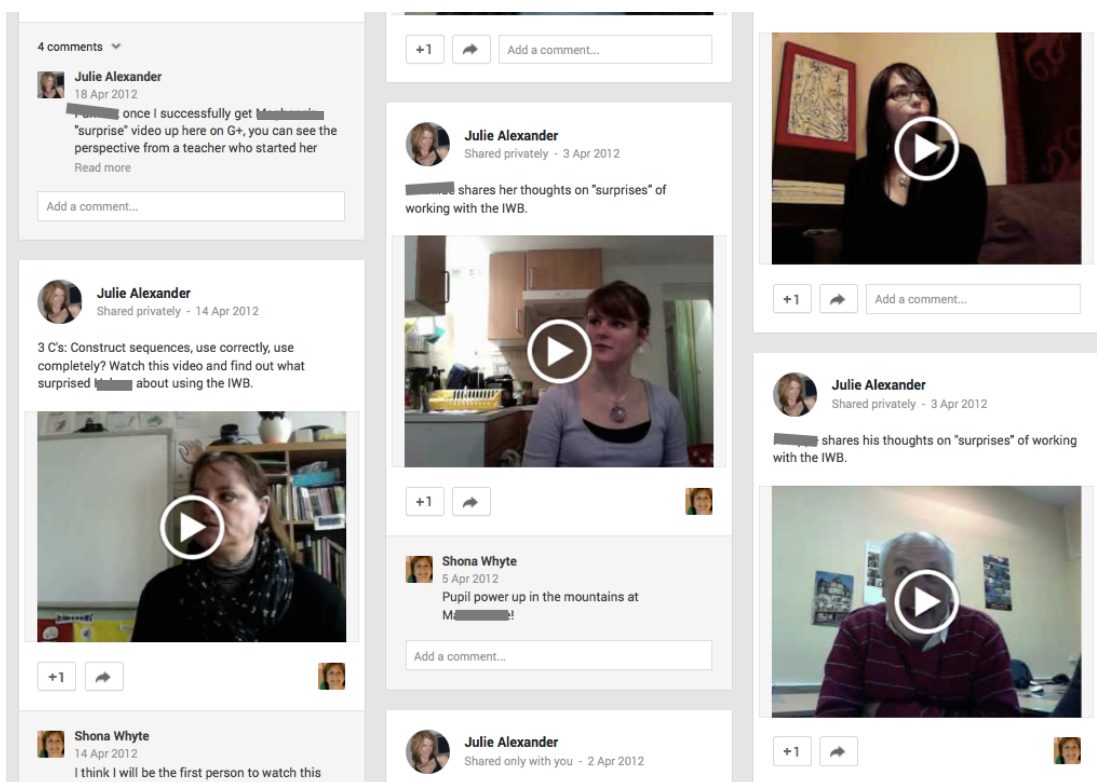 4 comments
Julie Alexander
18 Apr 2012
once I successfully get
"surprise" video up here on G+, you can see the
perspective from a teacher who started her
Read more
Add a comment...
Julie Alexander
Shared privately - 14 Apr 2012
3 C's: Construct sequences, use correctly, use
completely? Watch this video and find out what
surprised about using the IWB.
+1
Shona Whyte
14 Apr 2012
I think I will be the first person to watch this
+1
Add a comment...
Julie Alexander
Shared privately - 3 Apr 2012
shares her thoughts on "surprises" of
working with the IWB.
+1
Shona Whyte
5 Apr 2012
Pupil power up in the mountains at
Add a comment...
Julie Alexander
Shared only with you - 2 Apr 2012
+1
Add a comment...
Julie Alexander
Shared privately - 3 Apr 2012
shares his thoughts on "surprises" of working
with the IWB.
+1